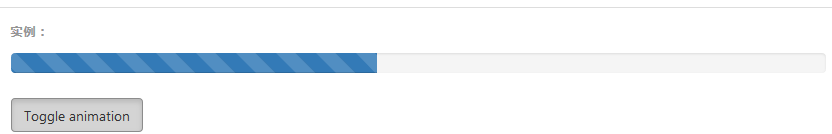 实例：
Toggle animation